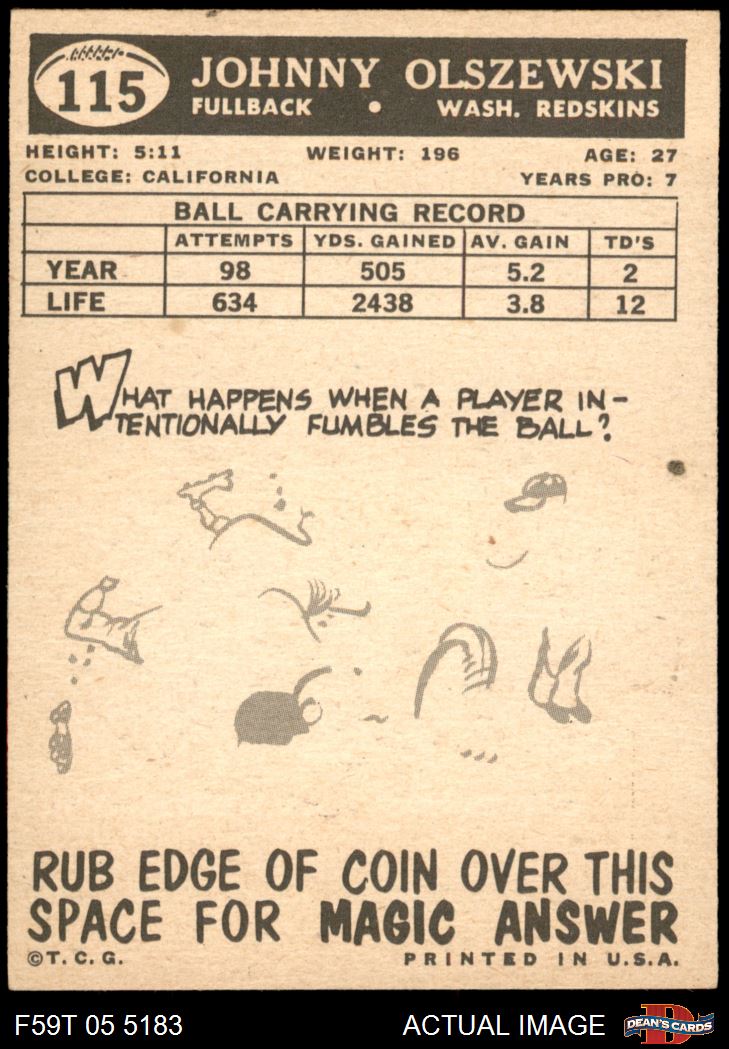 115
JOHNNY OLSZEWSKI
FULLBACK • WASH. REDSKINS
HEIGHT: 5:11 WEIGHT: 196 AGE: 27
COLLEGE: CALIFORNIA YEARS PRO: 7
BALL CARRYING RECORD
ATTEMPTS YDS. GAINED AV. GAIN TD'S
YEAR 98 505 5.2 2
LIFE 634 2438 3.8 12
WHAT HAPPENS WHEN A PLAYER IN-
TENTIONALLY FUMBLES THE BALL?
RUB EDGE OF COIN OVER THIS
SPACE FOR MAGIC ANSWER
©T.C.G. PRINTED IN U.S.A.
F59T 05 5183 ACTUAL IMAGE DEAN'S CARDS